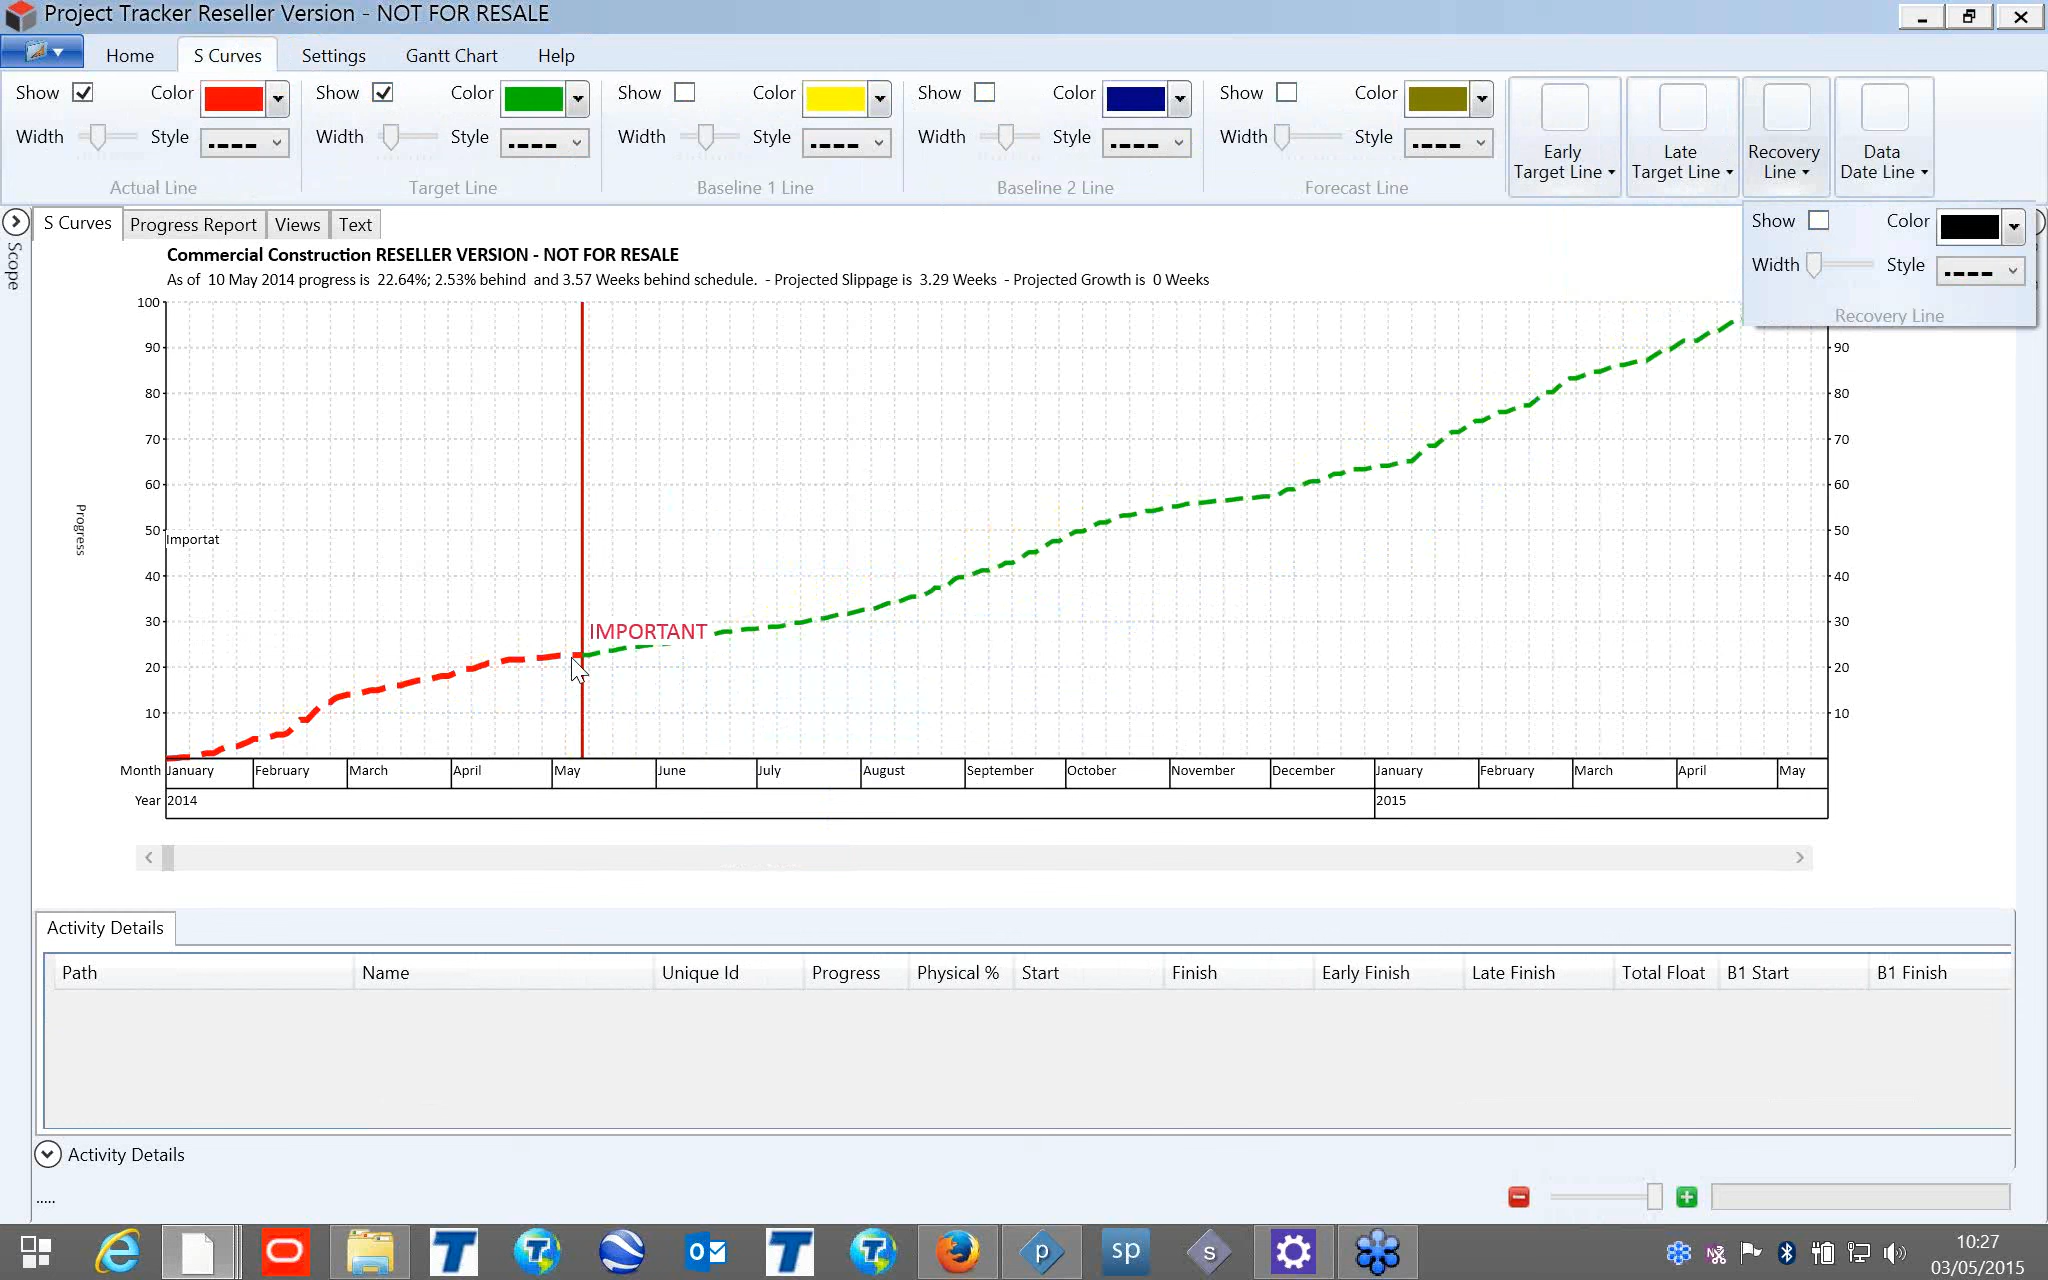 Project Tracker Reseller Version - NOT FOR RESALE
Home S Curves Settings Gantt Chart Help
Show Color Show Color Show Color Show Color Show Color
Width Style Width Style Width Style Width Style Width Style
Actual Line Target Line Baseline 1 Line Baseline 2 Line Forecast Line
Early Target Line
Late Target Line
Recovery Line
Data Date Line
Scope
S Curves Progress Report Views Text
Show Color
Width Style
Recovery Line
Commercial Construction RESELLER VERSION - NOT FOR RESALE
As of 10 May 2014 progress is 22.64%; 2.53% behind and 3.57 Weeks behind schedule. - Projected Slippage is 3.29 Weeks - Projected Growth is 0 Weeks
100
90 90
80 80
70 70
60 60
50 50
Progress
Importat
40 40
30 30
IMPORTANT
20 20
10 10
Month January February March April May June July August September October November December January February March April May
Year 2014 2015
Activity Details
Path Name Unique Id Progress Physical % Start Finish Early Finish Late Finish Total Float B1 Start B1 Finish
Activity Details
.....
T T p sp s
10:27
03/05/2015